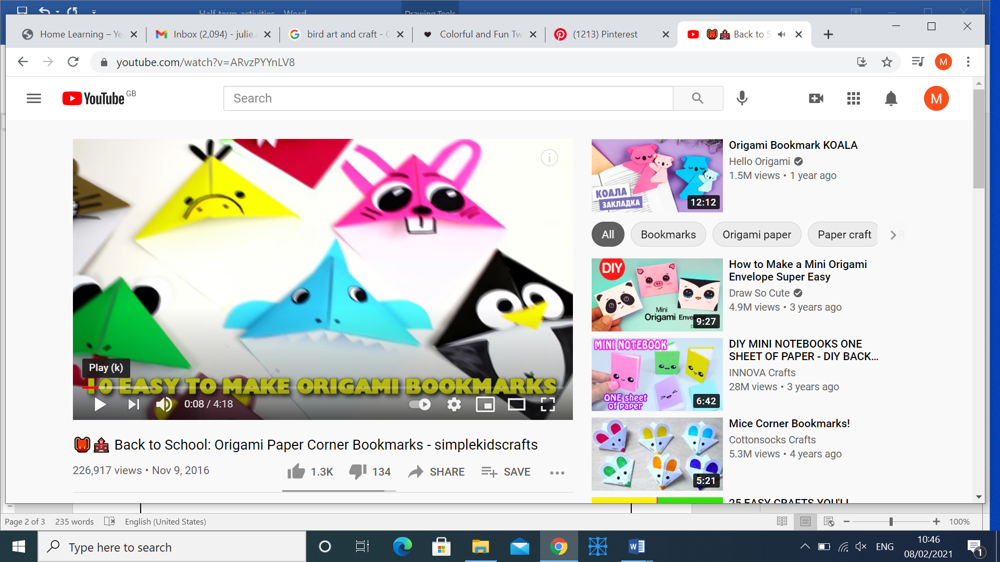 Half term activities - Word
Drawing Tools
Home Learning – Ye
Inbox (2,094) - julie.
bird art and craft - G
Colorful and Fun Tw
(1213) Pinterest
Back to S
youtube.com/watch?v=ARvzPYYnLV8
M
YouTube GB
Search
M
10 EASY TO MAKE ORIGAMI BOOKMARKS
Play (k)
0:08 / 4:18
🎒🏫 Back to School: Origami Paper Corner Bookmarks - simplekidscrafts
226,917 views • Nov 9, 2016
1.3K
134
SHARE
SAVE
КОАЛА
ЗАКЛАДКА
12:12
Origami Bookmark KOALA
Hello Origami
1.5M views • 1 year ago
All
Bookmarks
Origami paper
Paper craft
DIY
Mini
Origami Envelope
9:27
How to Make a Mini Origami
Envelope Super Easy
Draw So Cute
4.9M views • 3 years ago
MINI NOTEBOOK
ONE sheet
of paper
6:42
DIY MINI NOTEBOOKS ONE
SHEET OF PAPER - DIY BACK...
INNOVA Crafts
28M views • 3 years ago
5:21
Mice Corner Bookmarks!
Cottonsocks Crafts
5.3M views • 4 years ago
25 EASY CRAFTS YOU'LL
Page 2 of 3
235 words
English (United States)
100%
Type here to search
ENG
10:46
08/02/2021
1